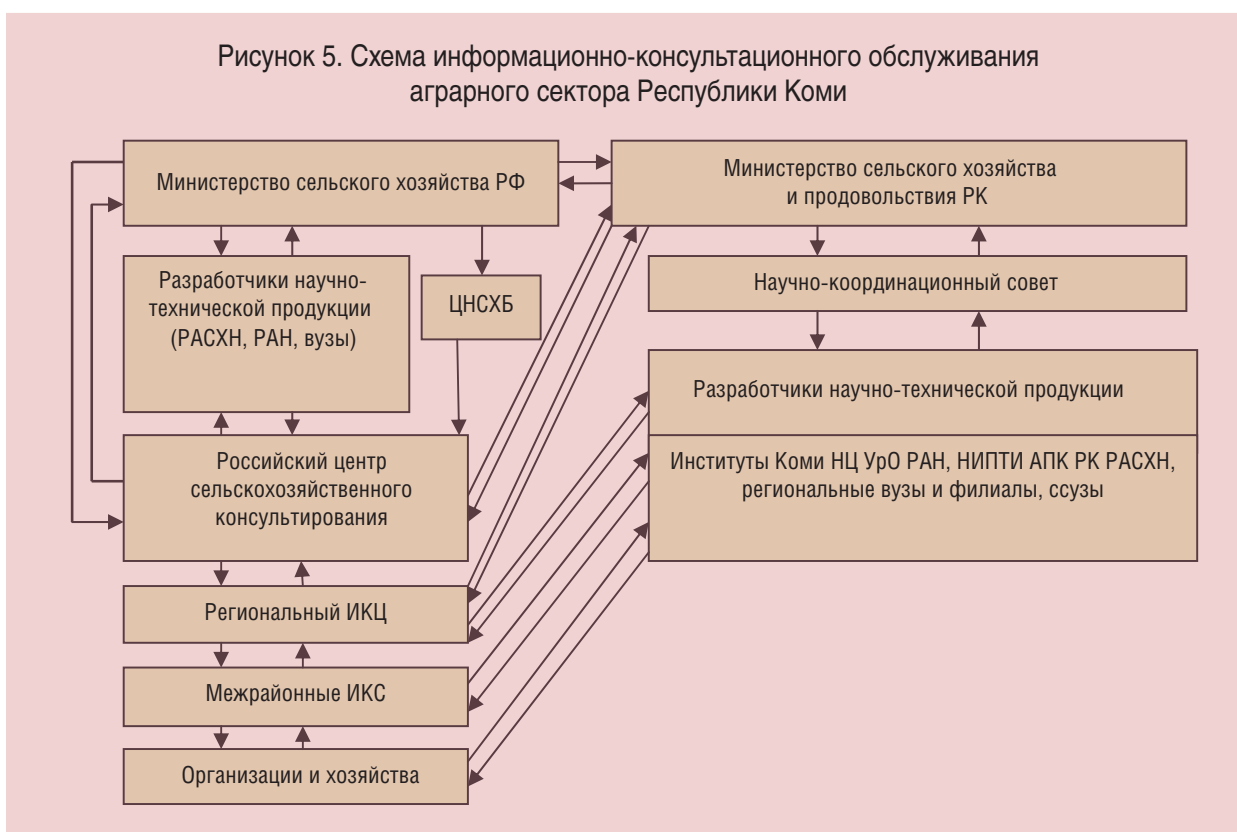 Рисунок 5. Схема информационно-консультационного обслуживания
аграрного сектора Республики Коми
Министерство сельского хозяйства РФ
Министерство сельского хозяйства
и продовольствия РК
Разработчики научно-
технической продукции
(РАСХН, РАН, вузы)
ЦНСХБ
Научно-координационный совет
Разработчики научно-технической продукции
Институты Коми НЦ УрО РАН, НИПТИ АПК РК РАСХН,
региональные вузы и филиалы, ссузы
Российский центр
сельскохозяйственного
консультирования
Региональный ИКЦ
Межрайонные ИКС
Организации и хозяйства